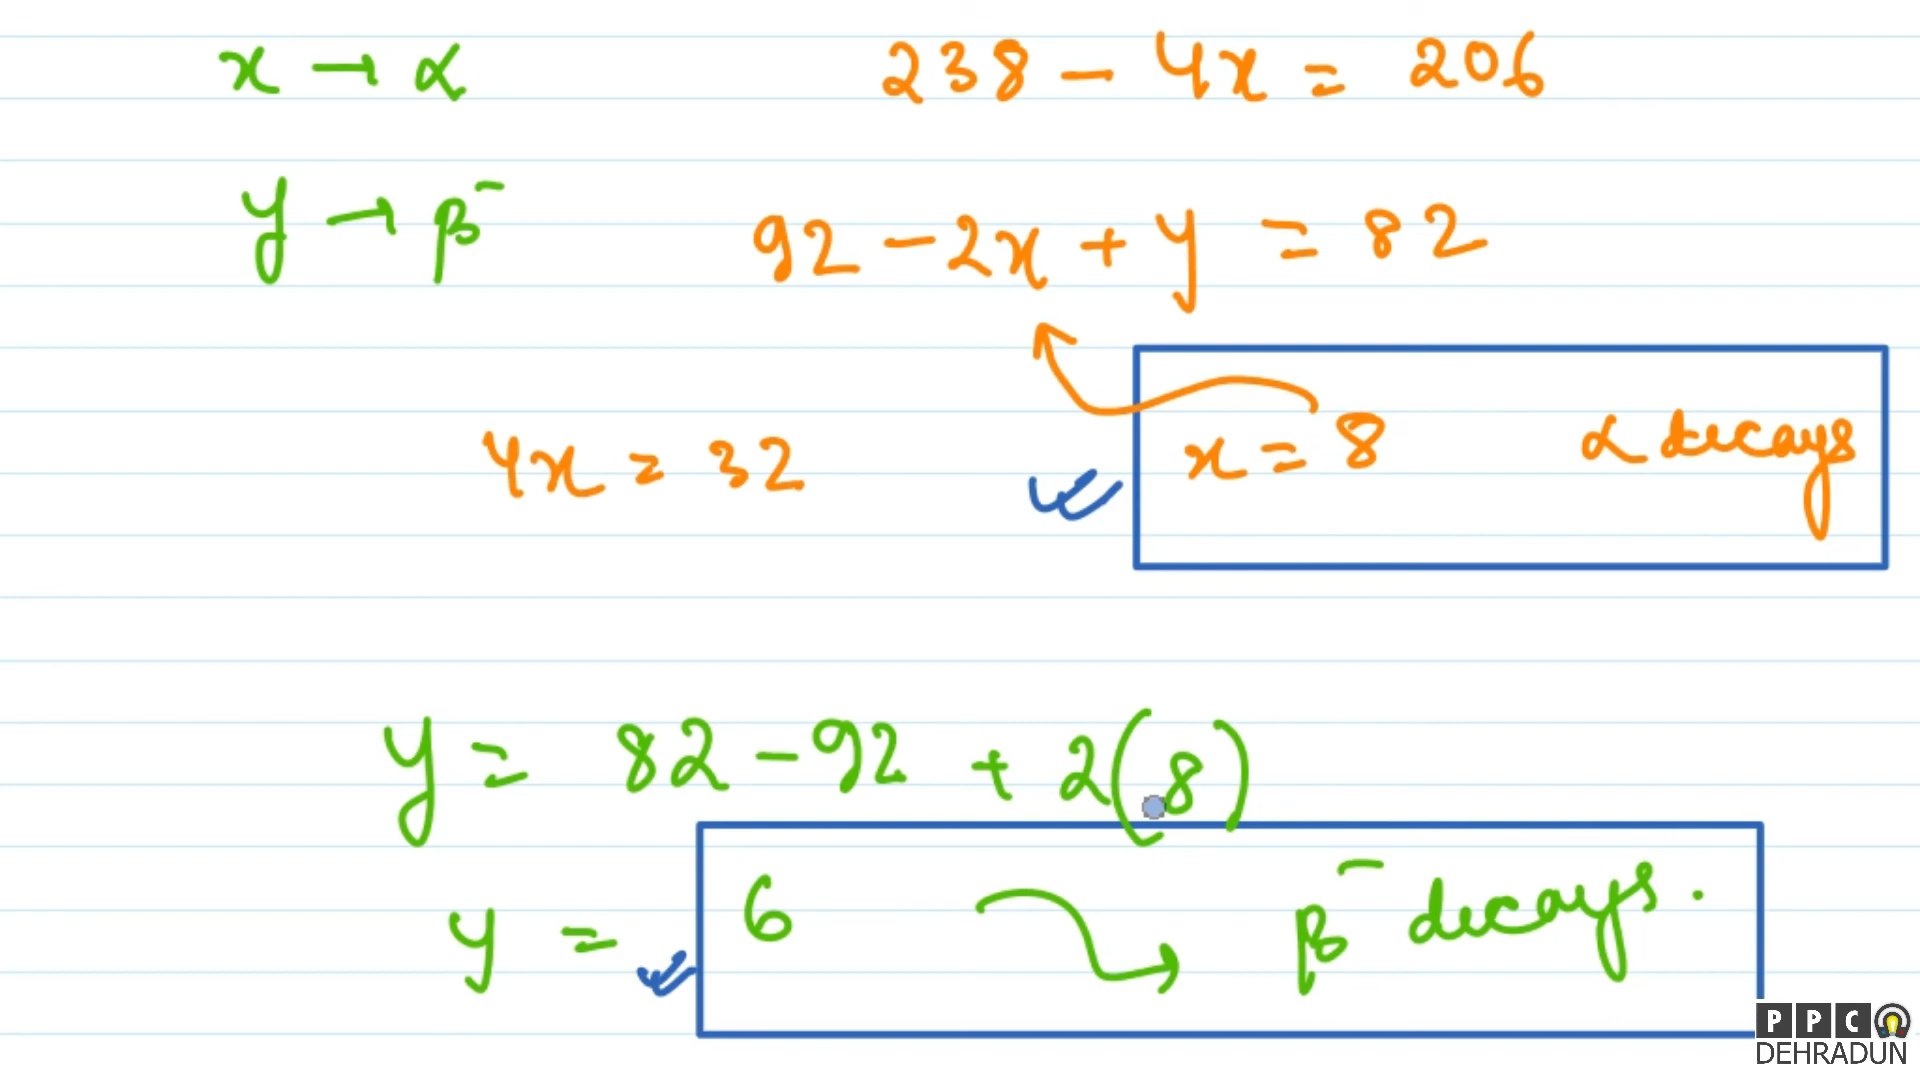 x → α 238 - 4x = 206
y → β⁻ 92 - 2x + y = 82
4x = 32 x = 8 α decays
y = 82 - 92 + 2(8)
y = 6 β⁻ decays.
PPC
DEHRADUN